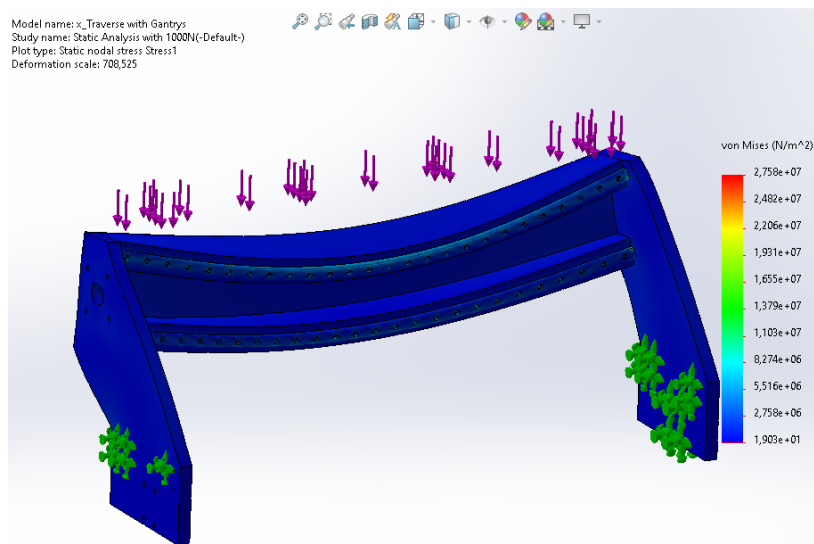 Model name: x_Traverse with Gantrys
Study name: Static Analysis with 1000N(-Default-)
Plot type: Static nodal stress Stress1
Deformation scale: 708,525
von Mises (N/m^2)
2,758e+07
2,482e+07
2,206e+07
1,931e+07
1,655e+07
1,379e+07
1,103e+07
8,274e+06
5,516e+06
2,758e+06
1,903e+01